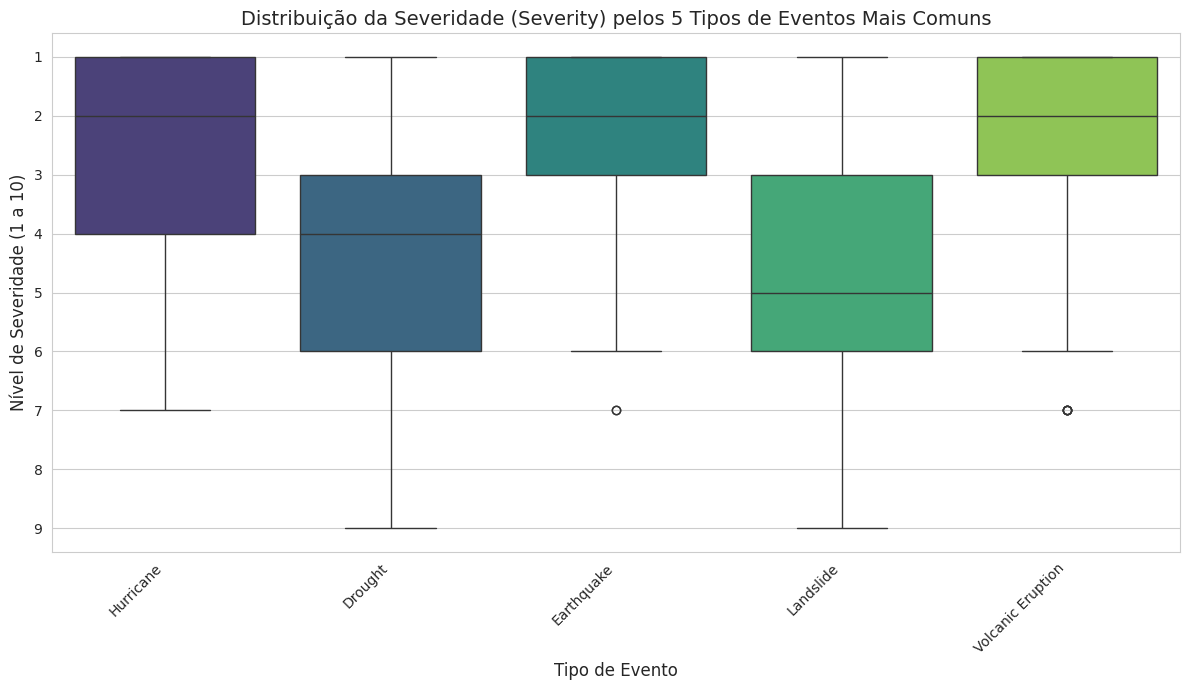 Distribuição da Severidade (Severity) pelos 5 Tipos de Eventos Mais Comuns
Nível de Severidade (1 a 10)
1
2
3
4
5
6
7
8
9
Hurricane
Drought
Earthquake
Landslide
Volcanic Eruption
Tipo de Evento